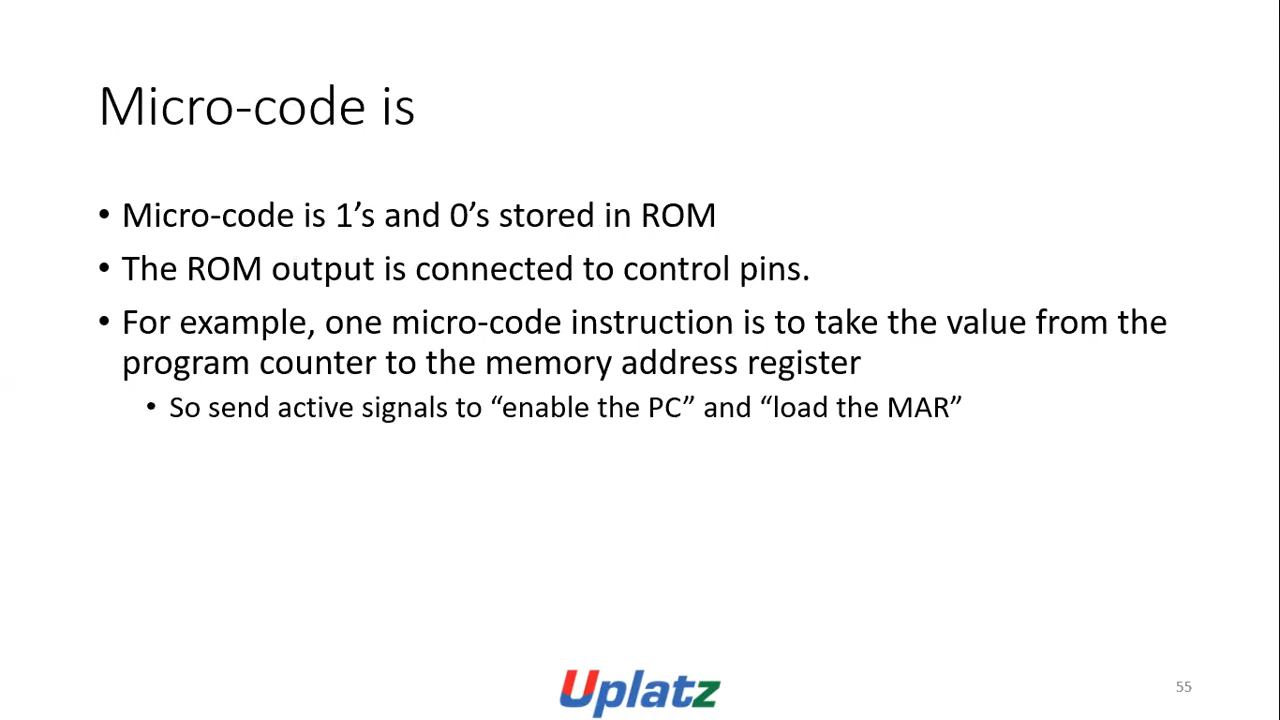 Micro-code is
• Micro-code is 1’s and 0’s stored in ROM
• The ROM output is connected to control pins.
• For example, one micro-code instruction is to take the value from the
program counter to the memory address register
• So send active signals to “enable the PC” and “load the MAR”
Uplatz
55